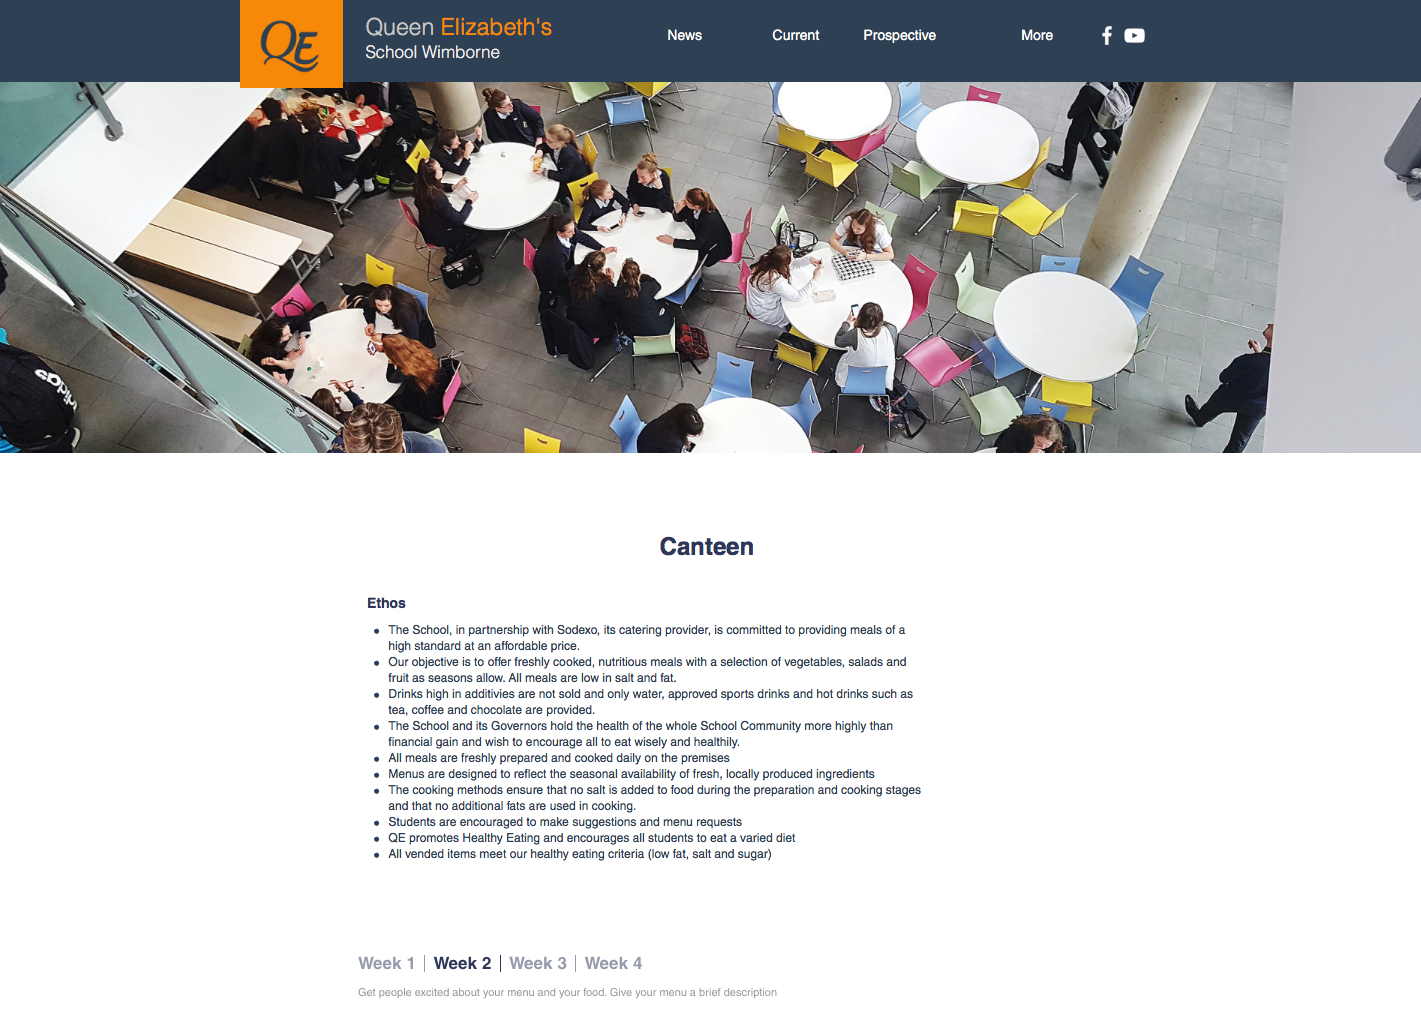 QE
Queen Elizabeth's
School Wimborne
News Current Prospective More
adidas
Canteen
Ethos
The School, in partnership with Sodexo, its catering provider, is committed to providing meals of a
high standard at an affordable price.
Our objective is to offer freshly cooked, nutritious meals with a selection of vegetables, salads and
fruit as seasons allow. All meals are low in salt and fat.
Drinks high in additivies are not sold and only water, approved sports drinks and hot drinks such as
tea, coffee and chocolate are provided.
The School and its Governors hold the health of the whole School Community more highly than
financial gain and wish to encourage all to eat wisely and healthily.
All meals are freshly prepared and cooked daily on the premises
Menus are designed to reflect the seasonal availability of fresh, locally produced ingredients
The cooking methods ensure that no salt is added to food during the preparation and cooking stages
and that no additional fats are used in cooking.
Students are encouraged to make suggestions and menu requests
QE promotes Healthy Eating and encourages all students to eat a varied diet
All vended items meet our healthy eating criteria (low fat, salt and sugar)
Week 1 Week 2 Week 3 Week 4
Get people excited about your menu and your food. Give your menu a brief description